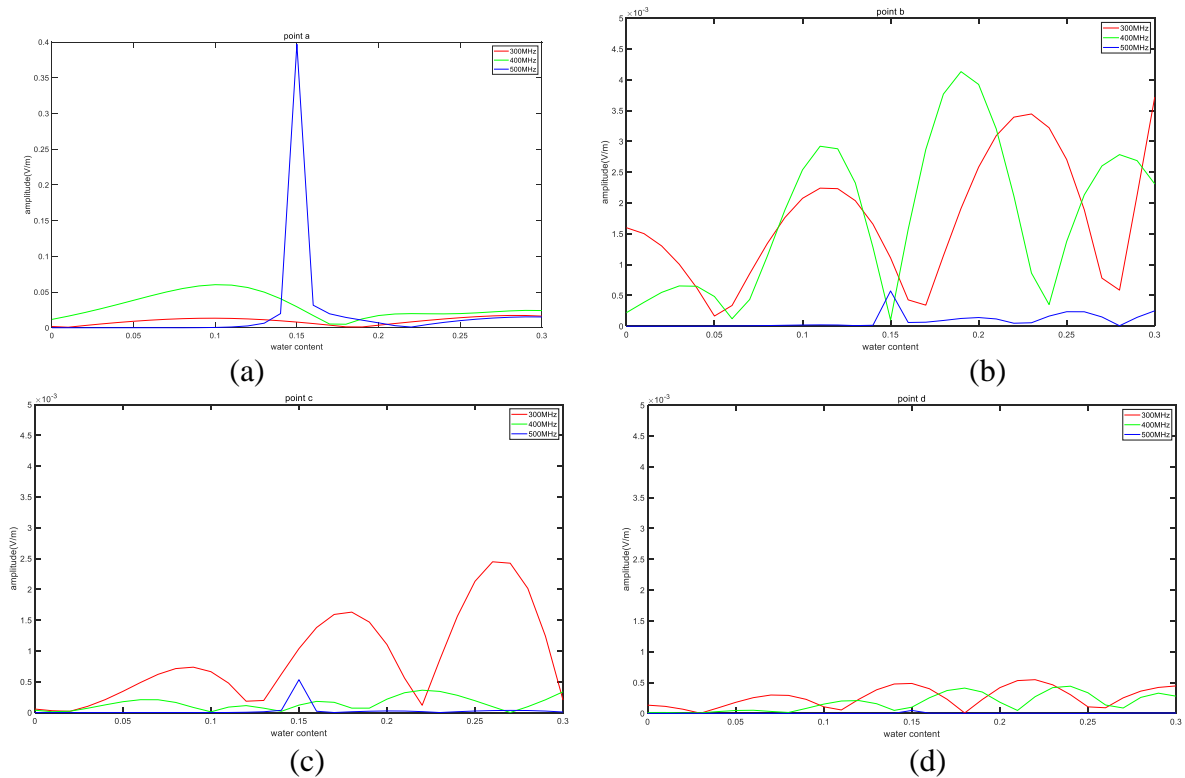 point a
300MHz
400MHz
500MHz
0.4
0.35
0.3
0.25
0.2
0.15
0.1
0.05
0
amplitude(V/m)
0 0.05 0.1 0.15 0.2 0.25 0.3
water content
(a)
×10⁻³
point b
300MHz
400MHz
500MHz
5
4.5
4
3.5
3
2.5
2
1.5
1
0.5
0
amplitude(V/m)
0 0.05 0.1 0.15 0.2 0.25 0.3
water content
(b)
×10⁻³
point c
300MHz
400MHz
500MHz
5
4.5
4
3.5
3
2.5
2
1.5
1
0.5
0
amplitude(V/m)
0 0.05 0.1 0.15 0.2 0.25 0.3
water content
(c)
×10⁻³
point d
300MHz
400MHz
500MHz
5
4.5
4
3.5
3
2.5
2
1.5
1
0.5
0
amplitude(V/m)
0 0.05 0.1 0.15 0.2 0.25 0.3
water content
(d)